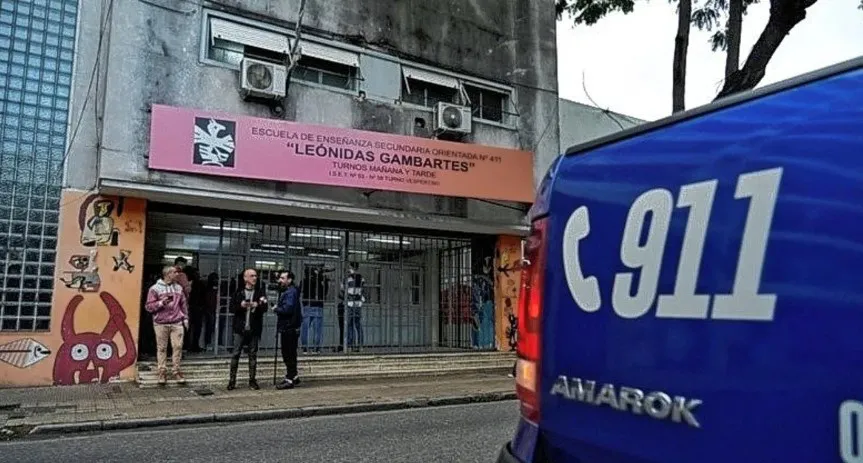 ESCUELA DE ENSEÑANZA SECUNDARIA ORIENTADA Nº 411
"LEÓNIDAS GAMBARTES"
TURNOS MAÑANA Y TARDE
911
AMAROK